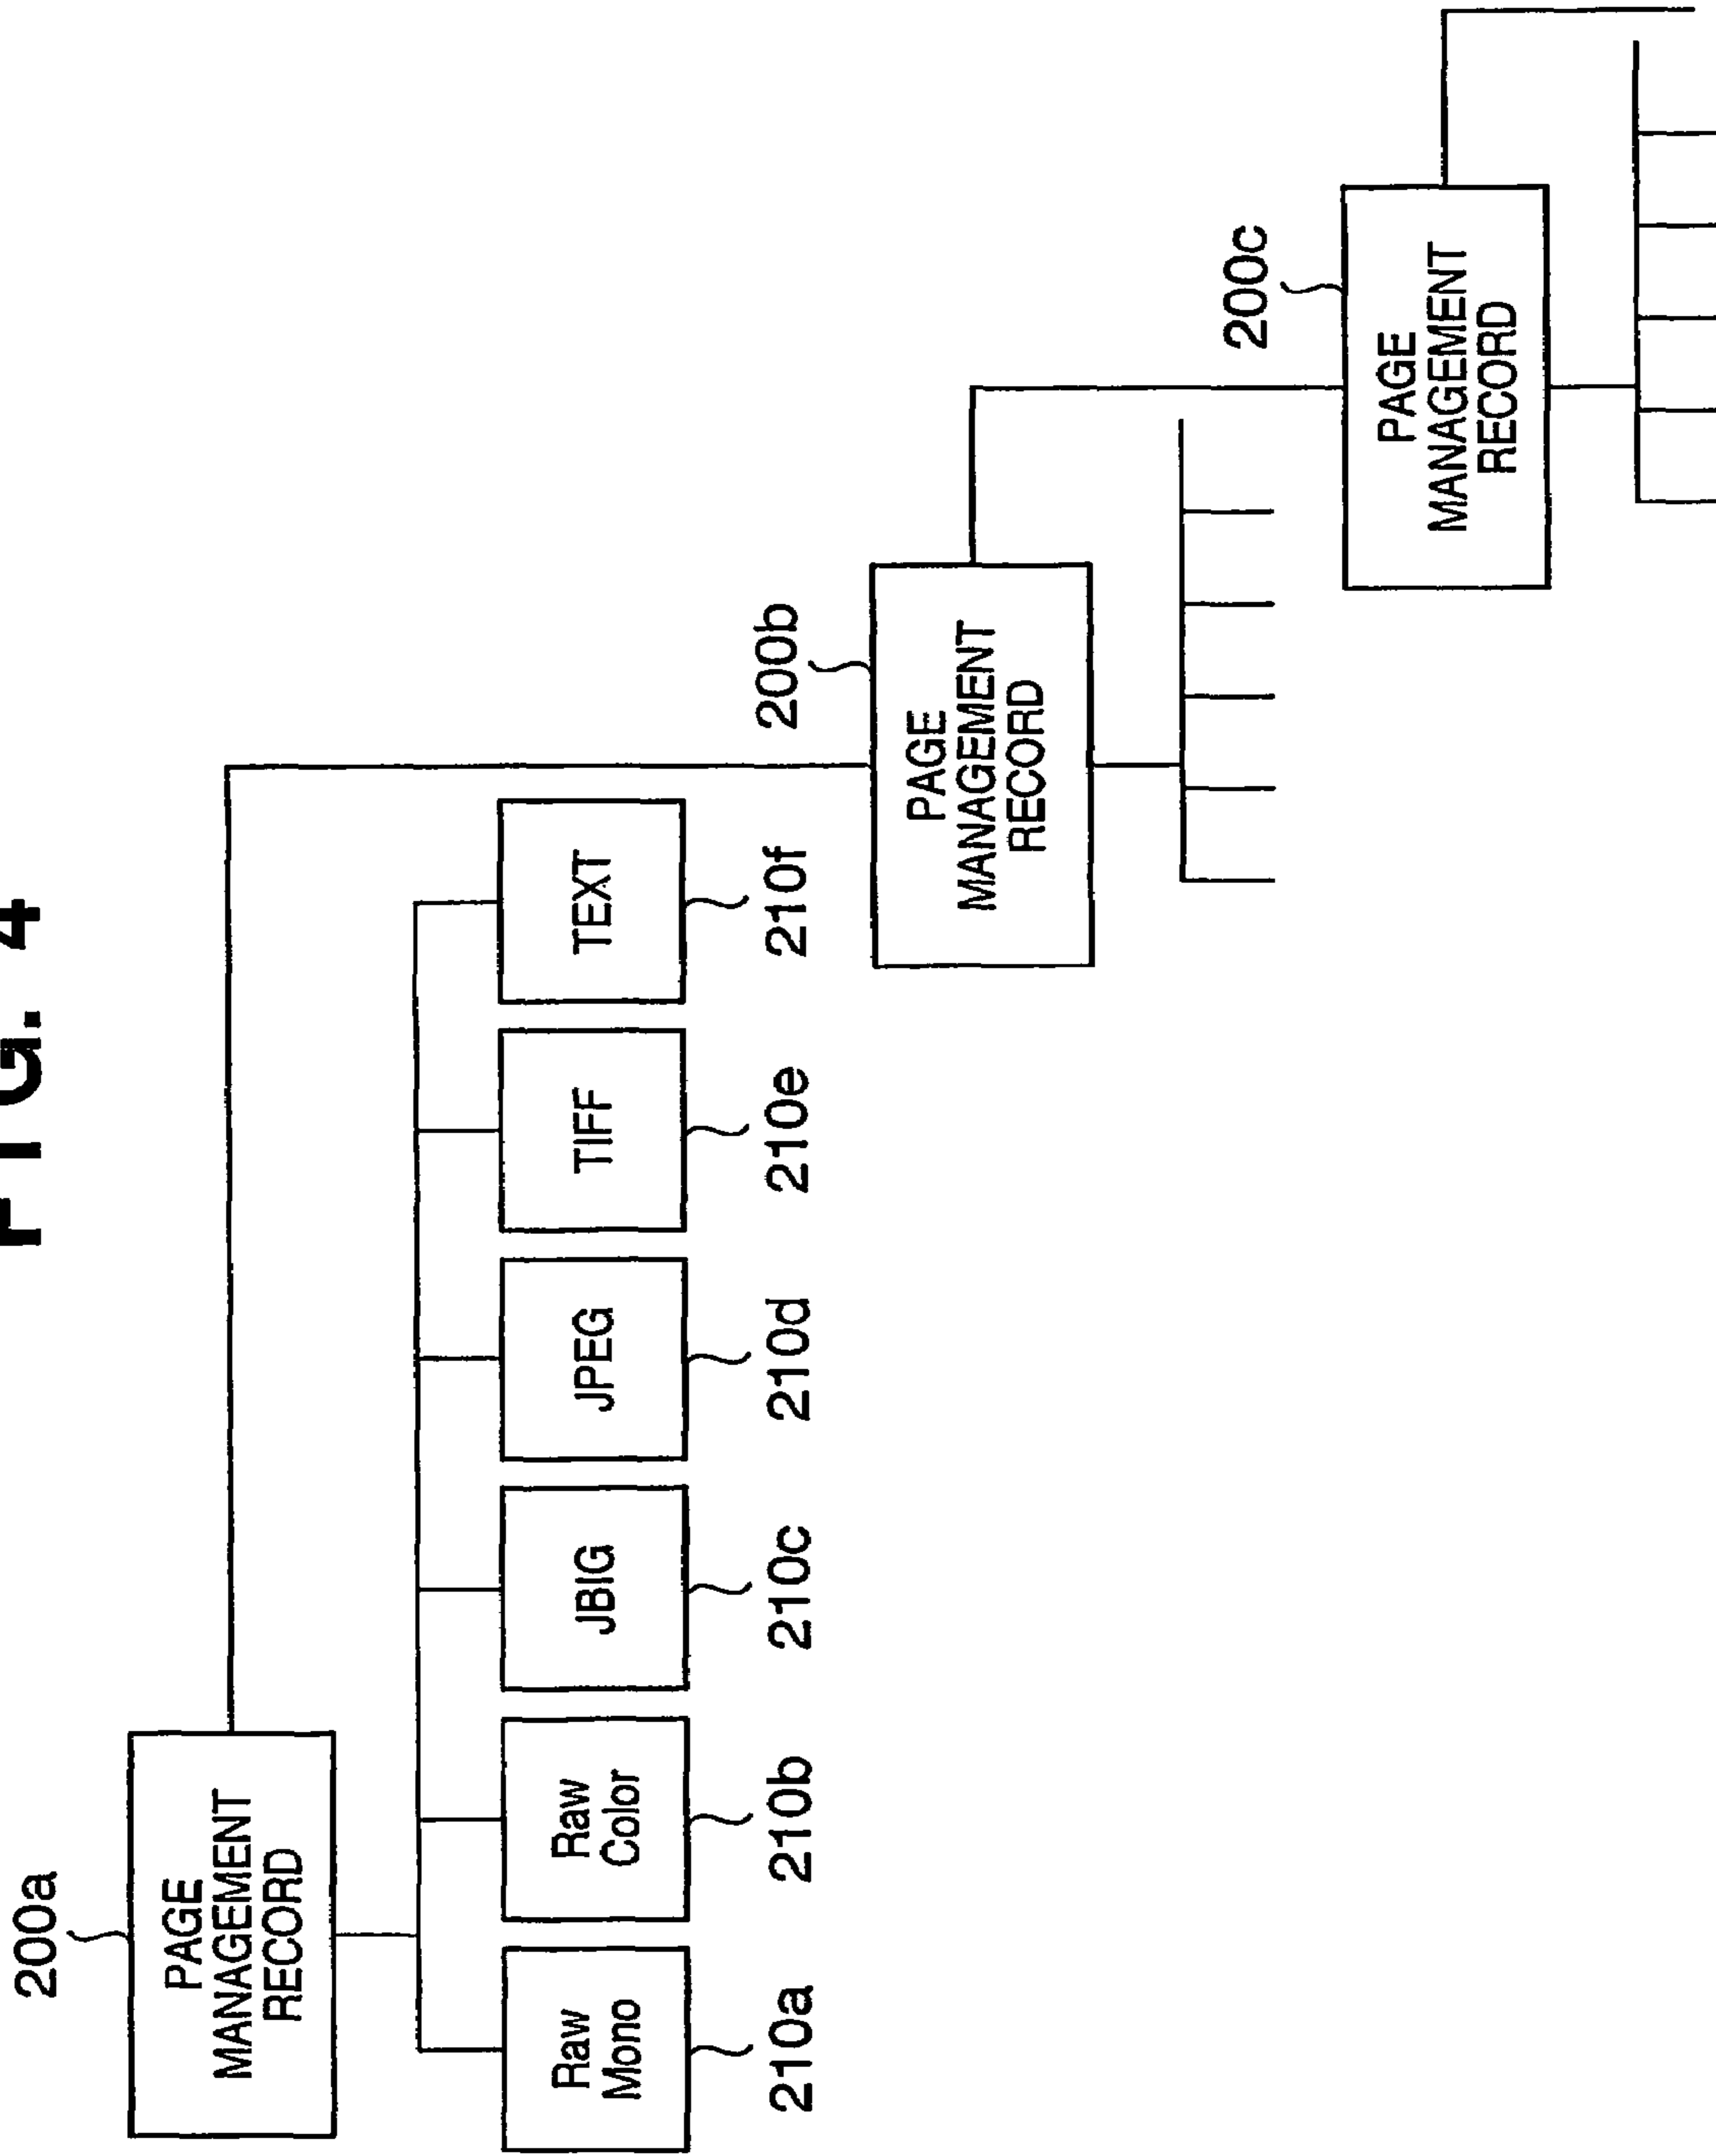 FIG. 4
200a
PAGE
MANAGEMENT
RECORD
Raw
Mono
210a
Raw
Color
210b
JBIG
210c
JPEG
210d
TIFF
210e
TEXT
210f
200b
PAGE
MANAGEMENT
RECORD
200c
PAGE
MANAGEMENT
RECORD